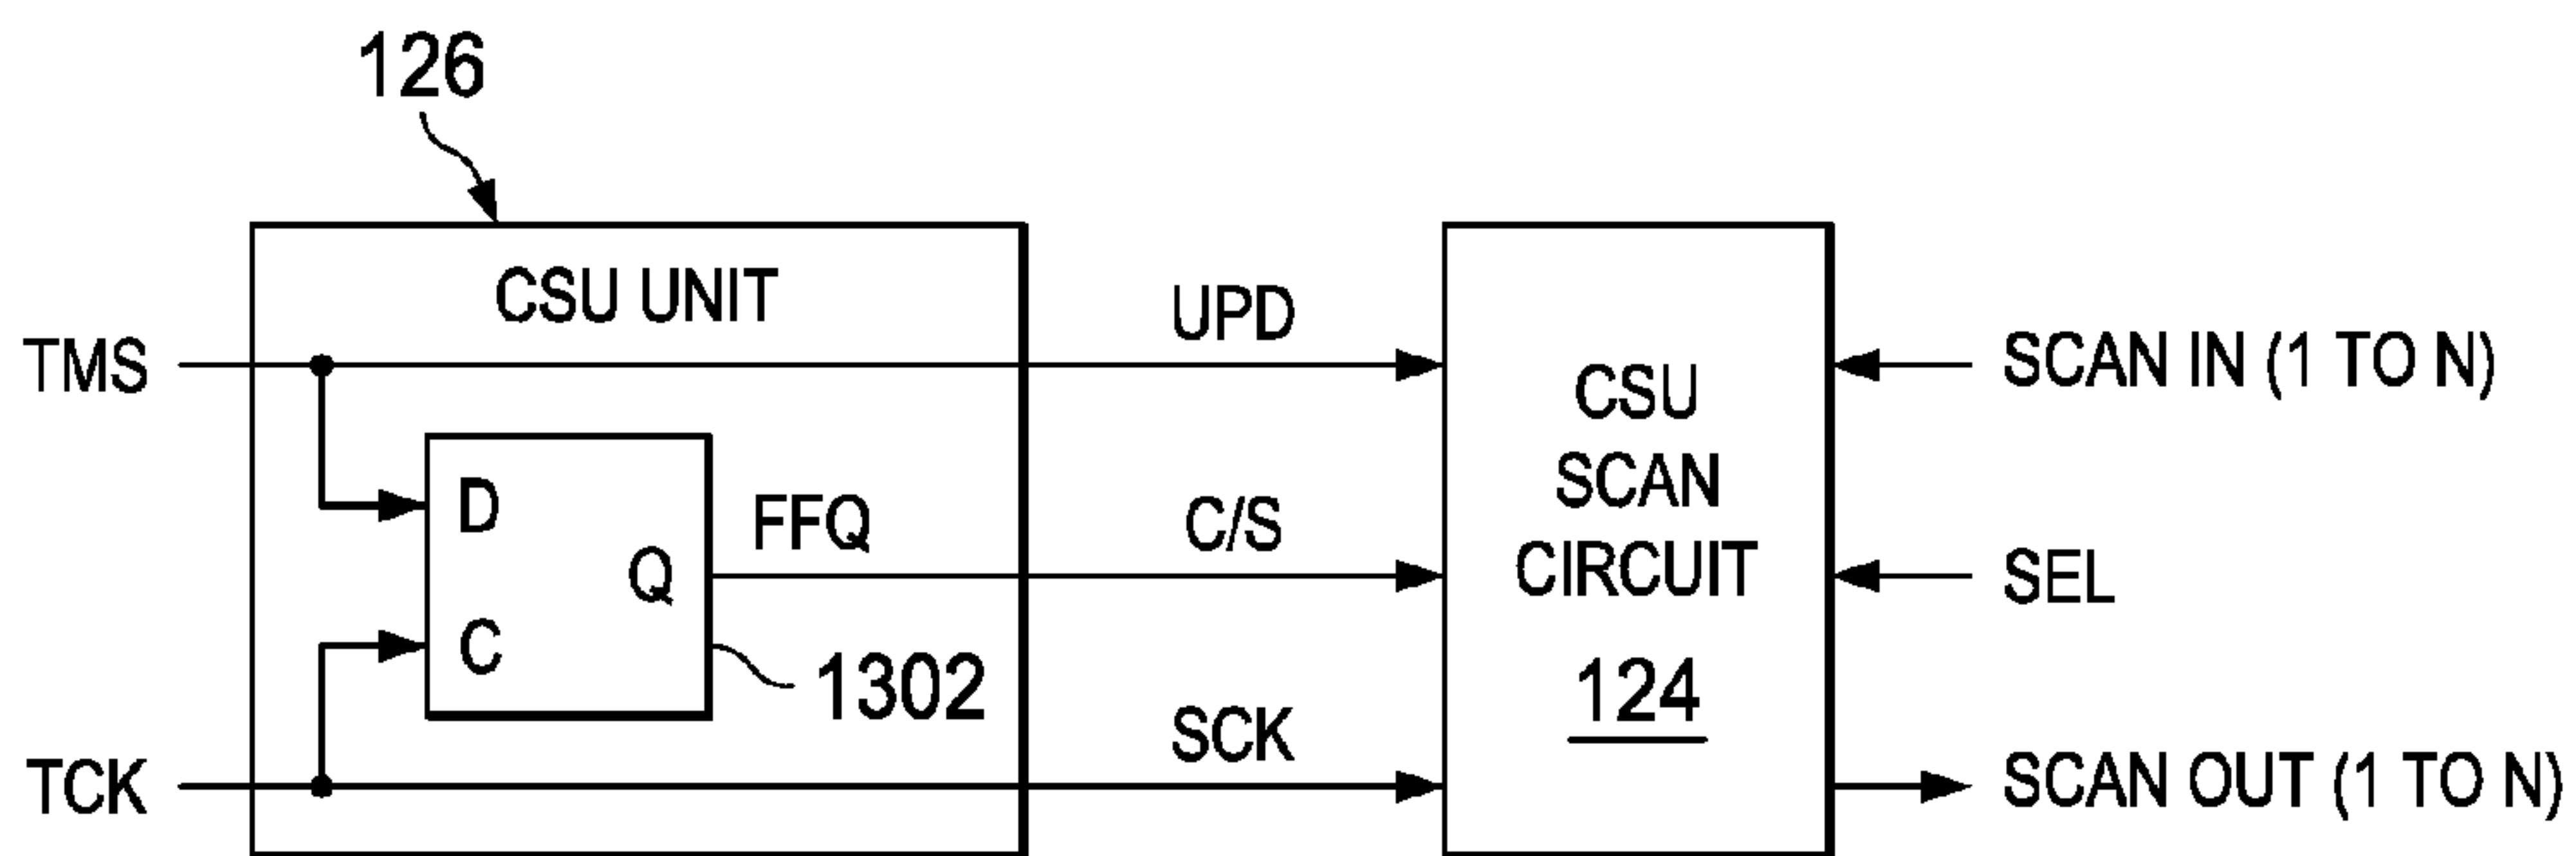 126
CSU UNIT
TMS
UPD
SCAN IN (1 TO N)
CSU
SCAN
CIRCUIT
124
D
C
Q
FFQ
C/S
SEL
1302
SCK
TCK
SCAN OUT (1 TO N)